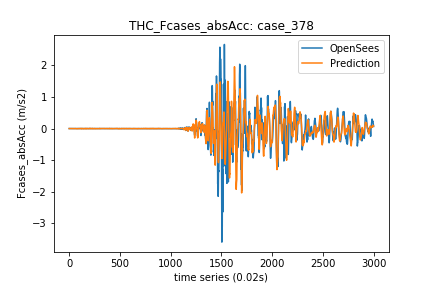 THC_Fcases_absAcc: case_378
OpenSees
Prediction
Fcases_absAcc (m/s2)
2
1
0
−1
−2
−3
0 500 1000 1500 2000 2500 3000
time series (0.02s)